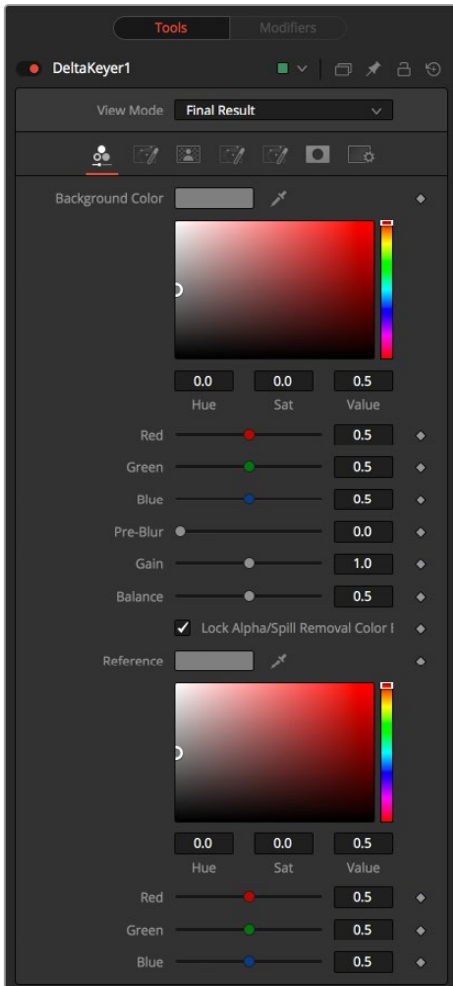 Tools Modifiers
DeltaKeyer1
View Mode Final Result
Background Color
0.0 0.0 0.5
Hue Sat Value
Red 0.5
Green 0.5
Blue 0.5
Pre-Blur 0.0
Gain 1.0
Balance 0.5
Lock Alpha/Spill Removal Color
Reference
0.0 0.0 0.5
Hue Sat Value
Red 0.5
Green 0.5
Blue 0.5